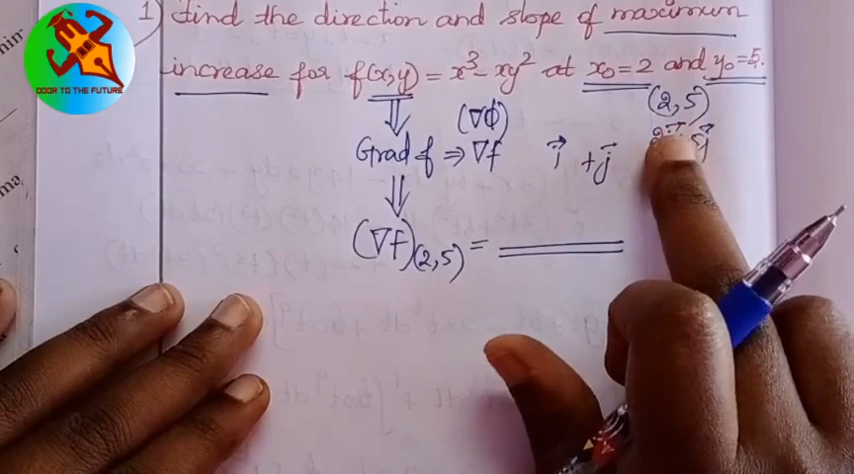 1) Find the direction and slope of maximum
increase for f(x,y) = x³-xy² at x₀=2 and y₀=5.
DOOR TO THE FUTURE
(2,5)
(∇φ)
Grad f ⇒ ∇f i⃗ + j⃗
(∇f)(2,5) =
ma